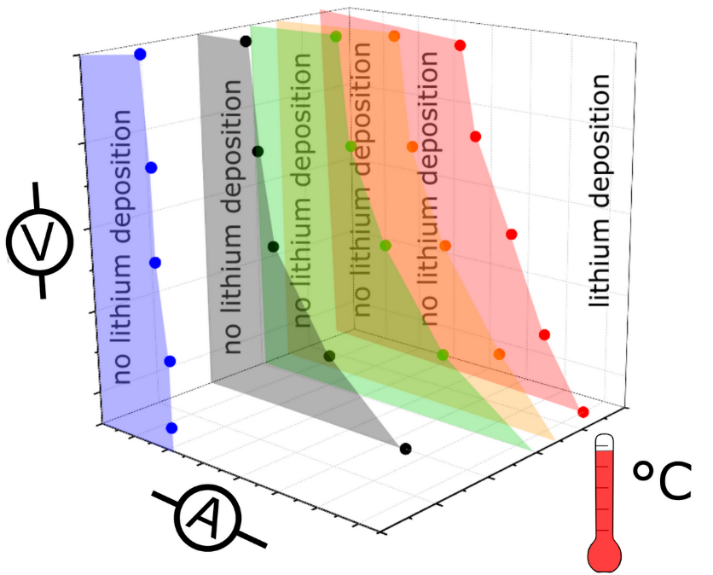 no lithium deposition
no lithium deposition
no lithium deposition
no lithium deposition
no lithium deposition
lithium deposition
V
A
°C